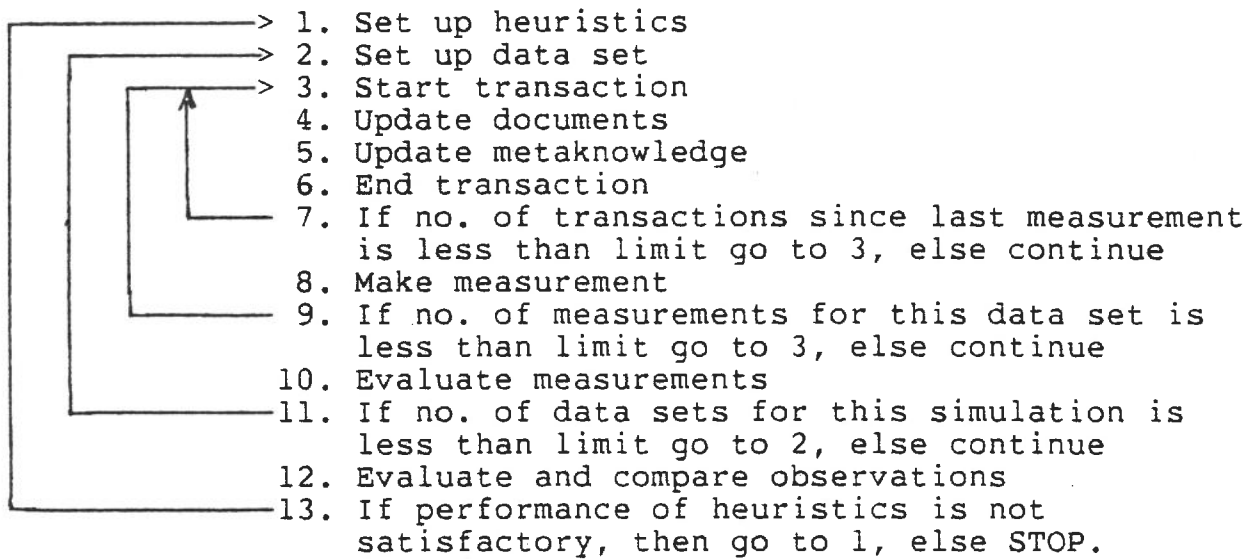 1. Set up heuristics
2. Set up data set
3. Start transaction
4. Update documents
5. Update metaknowledge
6. End transaction
7. If no. of transactions since last measurement
is less than limit go to 3, else continue
8. Make measurement
9. If no. of measurements for this data set is
less than limit go to 3, else continue
10. Evaluate measurements
11. If no. of data sets for this simulation is
less than limit go to 2, else continue
12. Evaluate and compare observations
13. If performance of heuristics is not
satisfactory, then go to 1, else STOP.